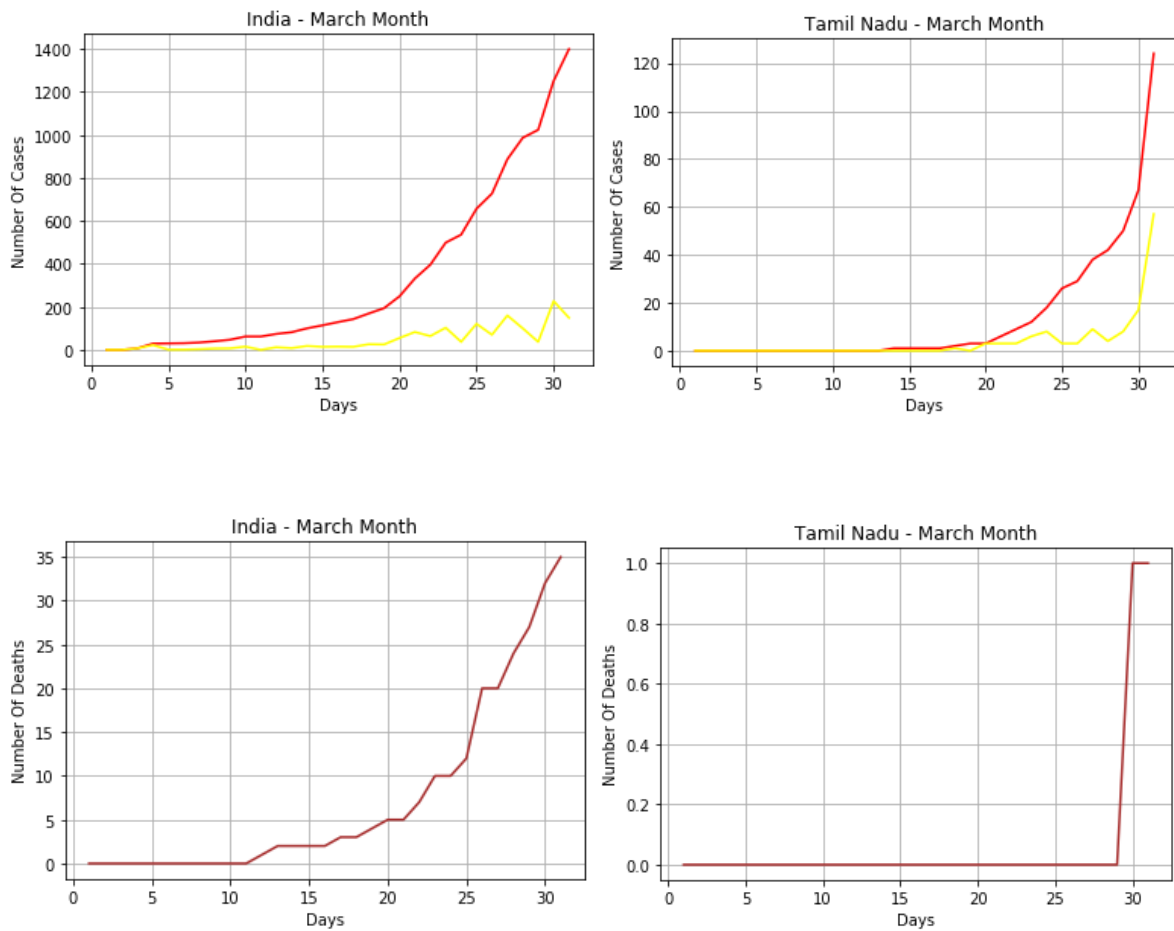 India - March Month
1400
1200
1000
800
600
400
200
0
Number Of Cases
0 5 10 15 20 25 30
Days
Tamil Nadu - March Month
120
100
80
60
40
20
0
Number Of Cases
0 5 10 15 20 25 30
Days
India - March Month
35
30
25
20
15
10
5
0
Number Of Deaths
0 5 10 15 20 25 30
Days
Tamil Nadu - March Month
1.0
0.8
0.6
0.4
0.2
0.0
Number Of Deaths
0 5 10 15 20 25 30
Days